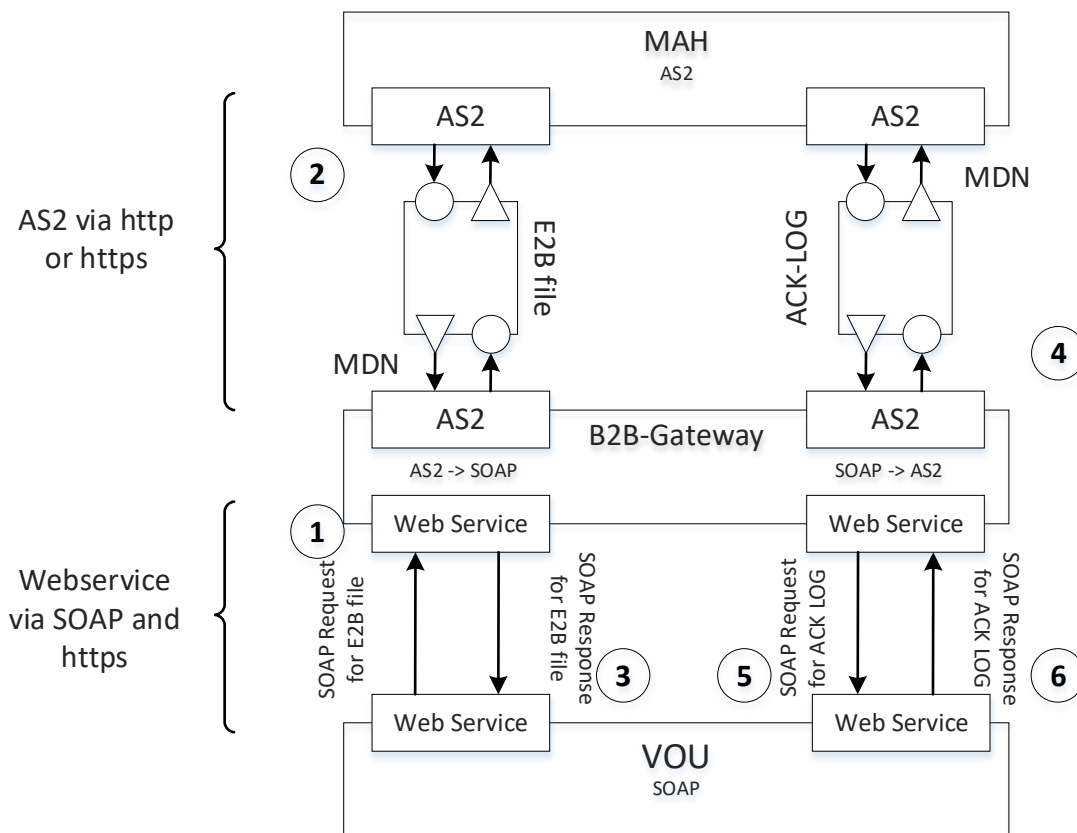 MAH
AS2
AS2
AS2
2
MDN
AS2 via http
or https
E2B file
ACK-LOG
4
MDN
AS2
B2B-Gateway
AS2
AS2 -> SOAP
SOAP -> AS2
1
Web Service
Web Service
Webservice
via SOAP and
https
SOAP Request
for E2B file
SOAP Response
for E2B file
3
5
SOAP Request
for ACK LOG
SOAP Response
for ACK LOG
6
Web Service
Web Service
VOU
SOAP